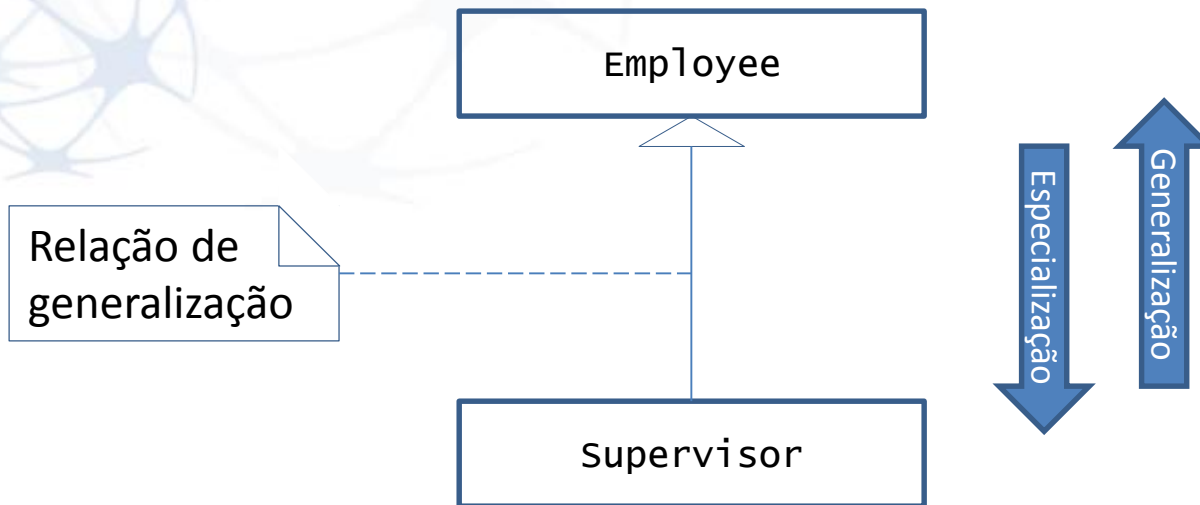 Employee
Relação de
generalização
Especialização
Generalização
Supervisor